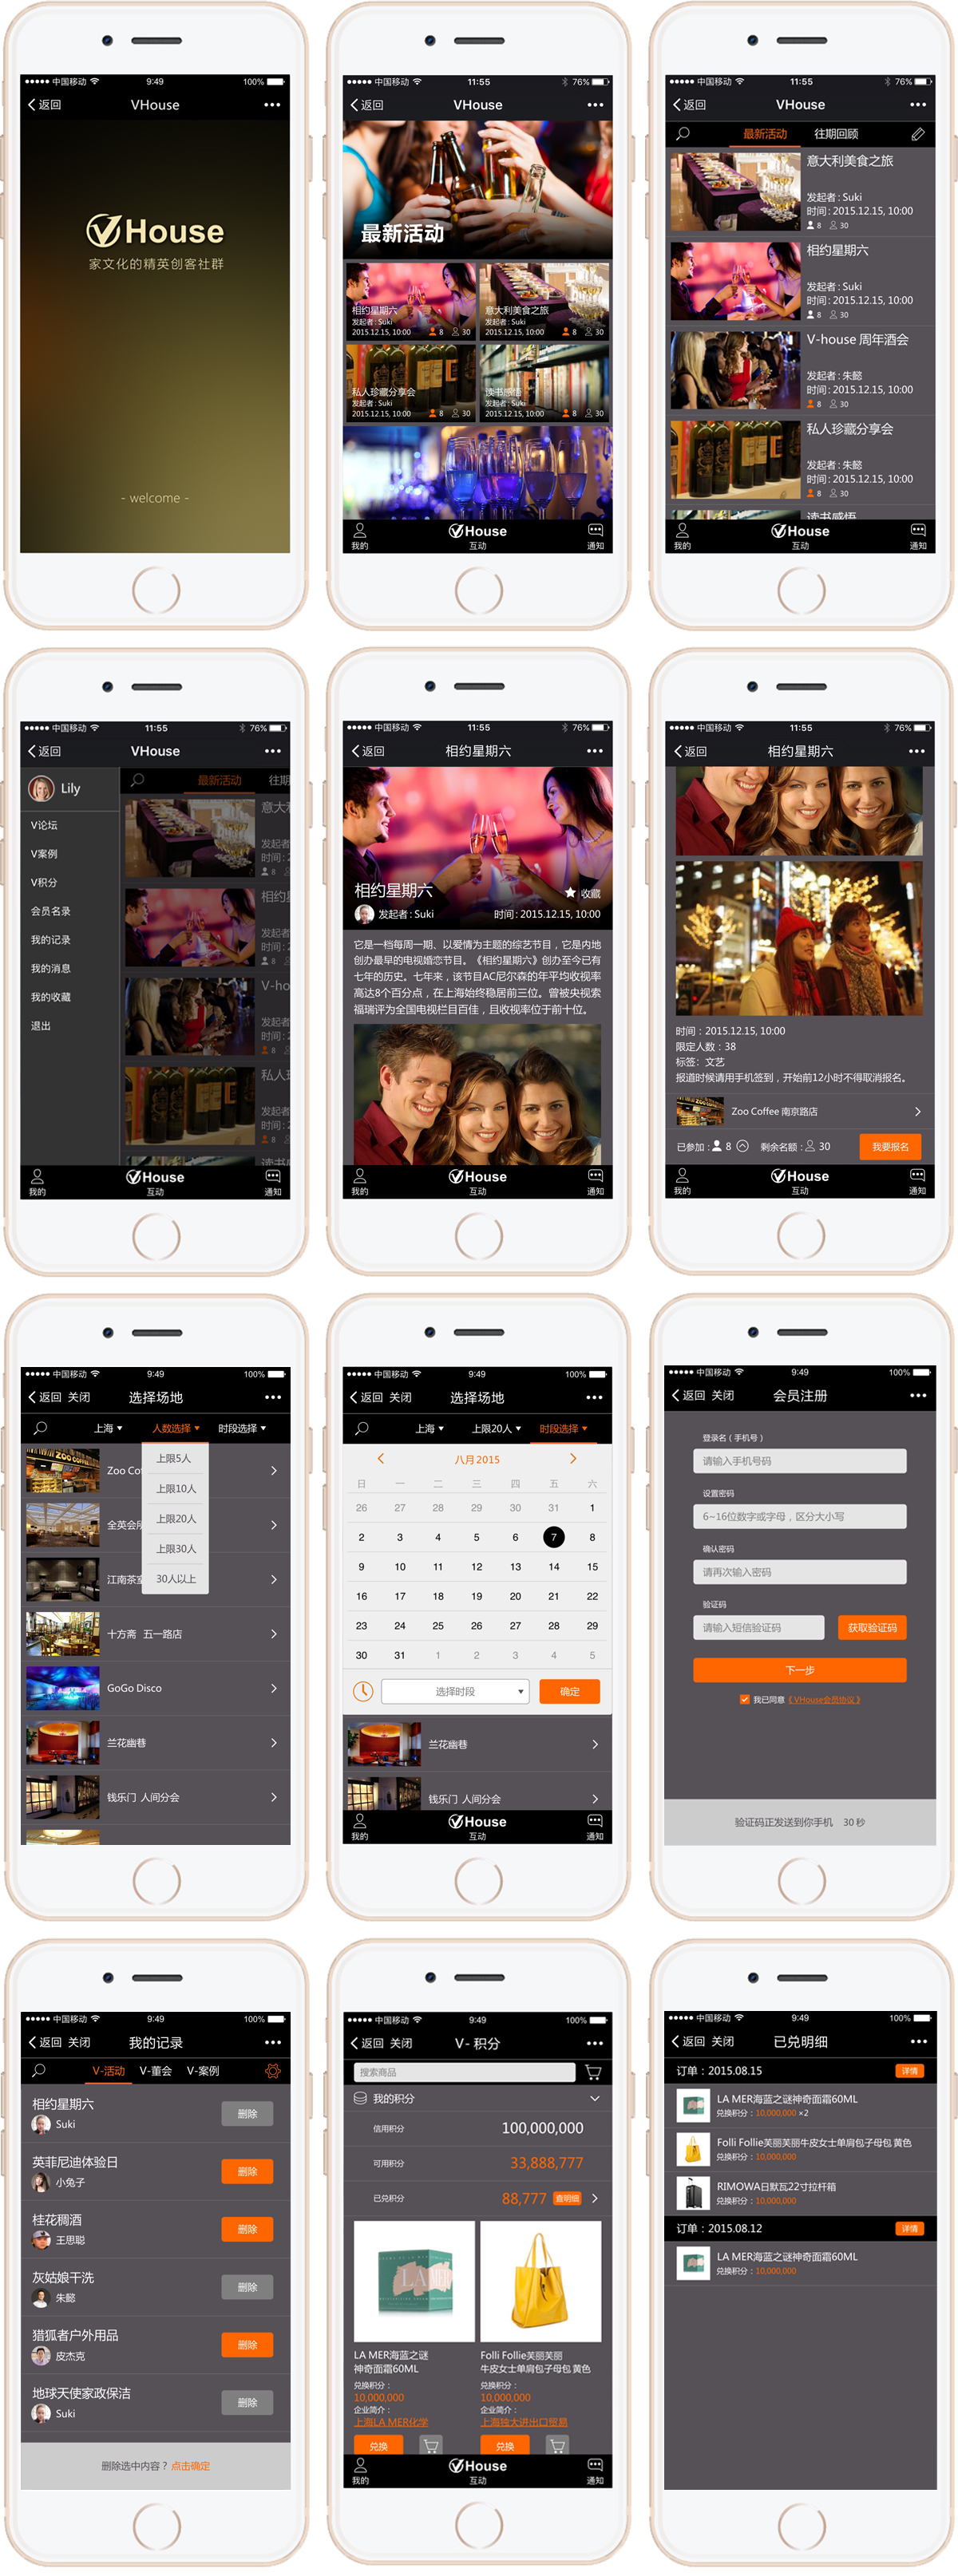 中国移动 9:49 100%
返回 VHouse
VHouse
家文化的精英创客社群
- welcome -
中国移动 11:55 76%
返回 VHouse
最新活动
相约星期六
发起者: Suki
2015.12.15, 10:00 8 30
意大利美食之旅
发起者: Suki
2015.12.15, 10:00 8 30
私人珍藏分享会
发起者: Suki
2015.12.15, 10:00 8 30
读书感悟
发起者: Suki
2015.12.15, 10:00 8 30
我的 VHouse 互动 通知
中国移动 11:55 76%
返回 VHouse
最新活动 往期回顾
意大利美食之旅
发起者: Suki
时间: 2015.12.15, 10:00
8 30
相约星期六
发起者: Suki
时间: 2015.12.15, 10:00
8 30
V-house 周年酒会
发起者: 朱懿
时间: 2015.12.15, 10:00
8 30
私人珍藏分享会
发起者: 朱懿
时间: 2015.12.15, 10:00
8 30
读书感悟
我的 VHouse 互动 通知
中国移动 11:55 76%
返回 VHouse
Lily
V论坛
V案例
V积分
会员名录
我的记录
我的消息
我的收藏
退出
最新活动 往期
意大
发起者
时间: 2
8
相约星
发起者
时间: 2
8
V-ho
发起者
时间: 2
8
私人珍
发起者
时间: 2
8
读书
我的 VHouse 互动 通知
中国移动 11:55 76%
返回 相约星期六
相约星期六 收藏
发起者: Suki 时间: 2015.12.15, 10:00
它是一档每周一期、以爱情为主题的综艺节目，它是内地
创办最早的电视婚恋节目。《相约星期六》创办至今已有
七年的历史。七年来，该节目AC尼尔森的年平均收视率
高达8个百分点，在上海始终稳居前三位。曾被央视索
福瑞评为全国电视栏目百佳，且收视率位于前十位。
我的 VHouse 互动 通知
中国移动 11:55 76%
返回 相约星期六
时间：2015.12.15, 10:00
限定人数：38
标签：文艺
报道时候请用手机签到，开始前12小时不得取消报名。
Zoo Coffee 南京路店
已参加: 8 剩余名额: 30 我要报名
我的 VHouse 互动 通知
中国移动 9:49 100%
返回 关闭 选择场地
上海 人数选择 时段选择
上限5人
上限10人
上限20人
上限30人
30人以上
Zoo Cof
全英会所
江南茶室
十方斋 五一路店
GoGo Disco
兰花幽巷
钱乐门 人间分会
中国移动 9:49 100%
返回 关闭 选择场地
上海 上限20人 时段选择
八月 2015
日 一 二 三 四 五 六
26 27 28 29 30 31 1
2 3 4 5 6 7 8
9 10 11 12 13 14 15
16 17 18 19 20 21 22
23 24 25 26 27 28 29
30 31 1 2 3 4 5
选择时段 确定
兰花幽巷
钱乐门 人间分会
我的 VHouse 互动 通知
中国移动 9:49 100%
返回 关闭 会员注册
登录名（手机号）
请输入手机号码
设置密码
6~16位数字或字母，区分大小写
确认密码
请再次输入密码
验证码
请输入短信验证码 获取验证码
下一步
我已同意《VHouse会员协议》
验证码正发送到你手机 30 秒
中国移动 9:49 100%
返回 关闭 我的记录
V-活动 V-董会 V-案例
相约星期六
Suki 删除
英菲尼迪体验日
小兔子 删除
桂花稠酒
王思聪 删除
灰姑娘干洗
朱懿 删除
猎狐者户外用品
皮杰克 删除
地球天使家政保洁
Suki 删除
删除选中内容？点击确定
中国移动 9:49 100%
返回 关闭 V- 积分
搜索商品
我的积分
信用积分 100,000,000
可用积分 33,888,777
已兑积分 88,777 查明细
LA MER
LA MER海蓝之谜
神奇面霜60ML
兑换积分：
10,000,000
企业简介：
上海LA MER化学
兑换
Folli Follie芙丽芙丽
牛皮女士单肩包子母包 黄色
兑换积分：
10,000,000
企业简介：
上海独大进出口贸易
兑换
我的 VHouse 互动 通知
中国移动 9:49 100%
返回 关闭 已兑明细
订单：2015.08.15 详情
LA MER海蓝之谜神奇面霜60ML
兑换积分：10,000,000 ×2
Folli Follie芙丽芙丽牛皮女士单肩包子母包 黄色
兑换积分：10,000,000
RIMOWA日默瓦22寸拉杆箱
兑换积分：10,000,000
订单：2015.08.12 详情
LA MER海蓝之谜神奇面霜60ML
兑换积分：10,000,000